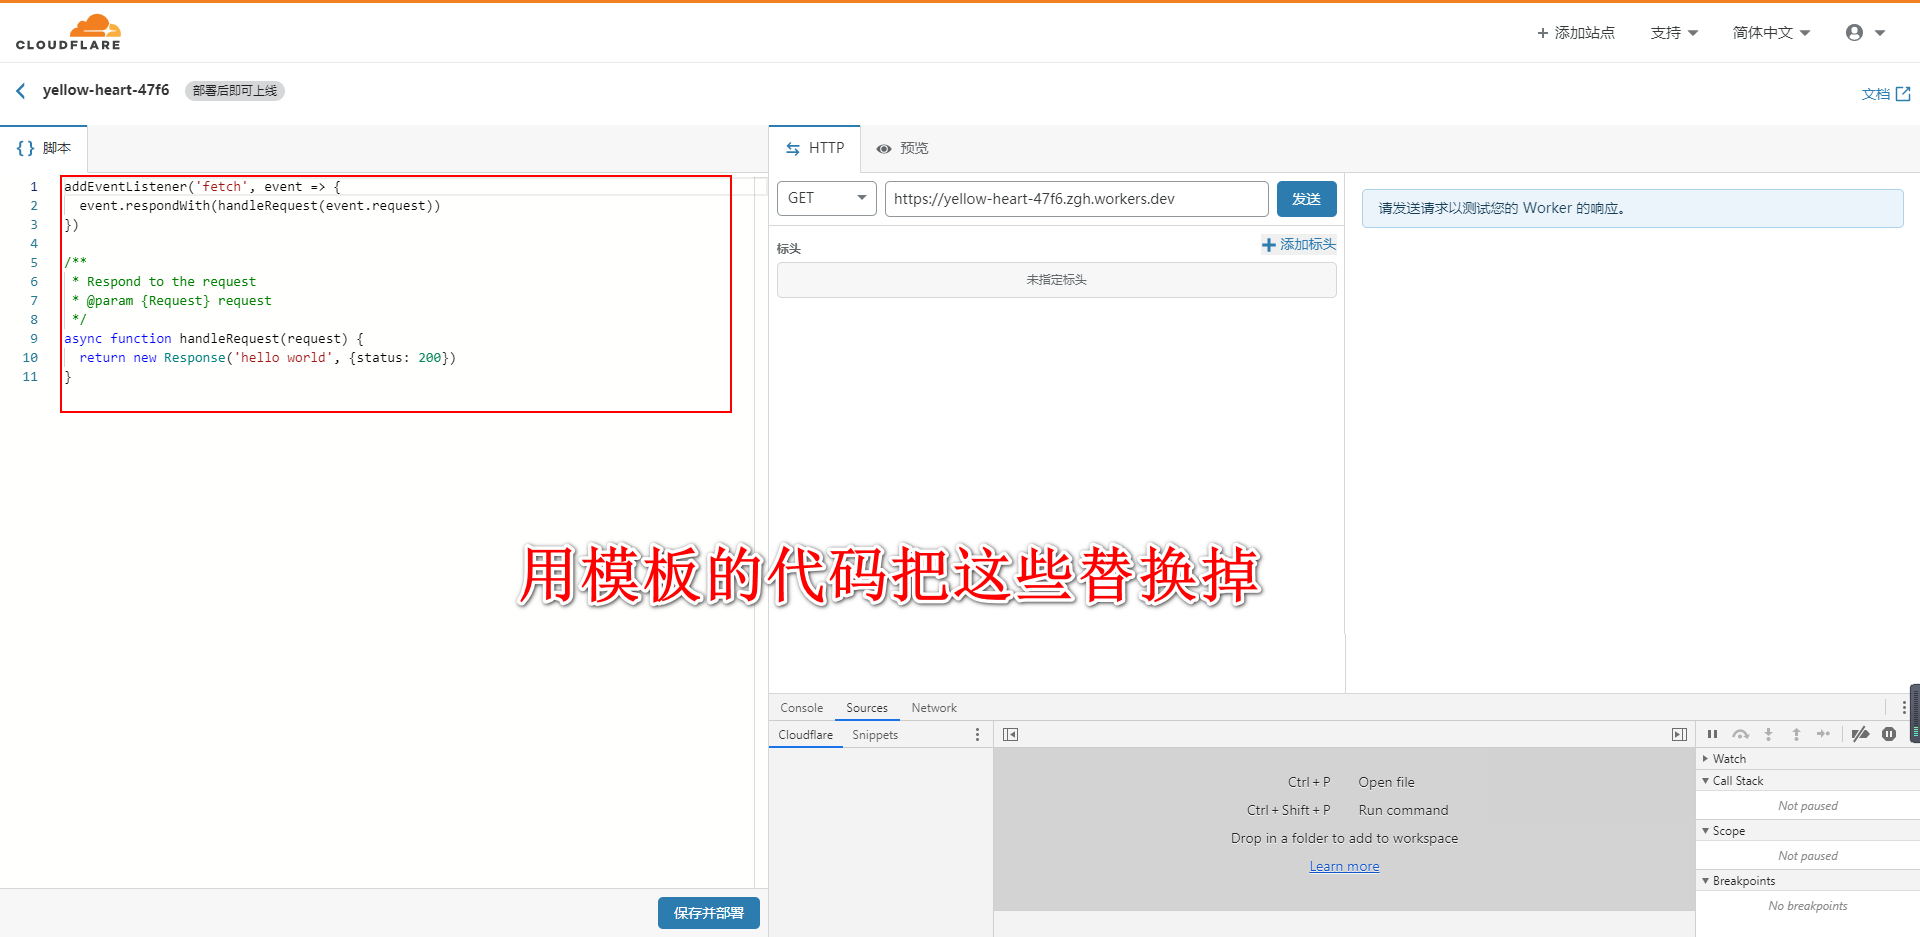 CLOUDFLARE
+ 添加站点 支持 简体中文
yellow-heart-47f6 部署后即可上线
文档
{} 脚本
HTTP 预览
1 addEventListener('fetch', event => {
2 event.respondWith(handleRequest(event.request))
3 })
4
5 /**
6 * Respond to the request
7 * @param {Request} request
8 */
9 async function handleRequest(request) {
10 return new Response('hello world', {status: 200})
11 }
GET https://yellow-heart-47f6.zgh.workers.dev 发送
标头 添加标头
未指定标头
请发送请求以测试您的 Worker 的响应。
用模板的代码把这些替换掉
Console Sources Network
Cloudflare Snippets
Ctrl + P Open file
Ctrl + Shift + P Run command
Drop in a folder to add to workspace
Learn more
Watch
Call Stack
Not paused
Scope
Not paused
Breakpoints
No breakpoints
保存并部署